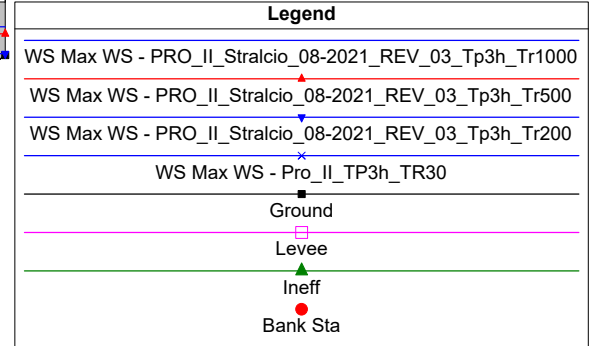 Legend
WS Max WS - PRO_II_Stralcio_08-2021_REV_03_Tp3h_Tr1000
WS Max WS - PRO_II_Stralcio_08-2021_REV_03_Tp3h_Tr500
WS Max WS - PRO_II_Stralcio_08-2021_REV_03_Tp3h_Tr200
WS Max WS - Pro_II_TP3h_TR30
Ground
Levee
Ineff
Bank Sta